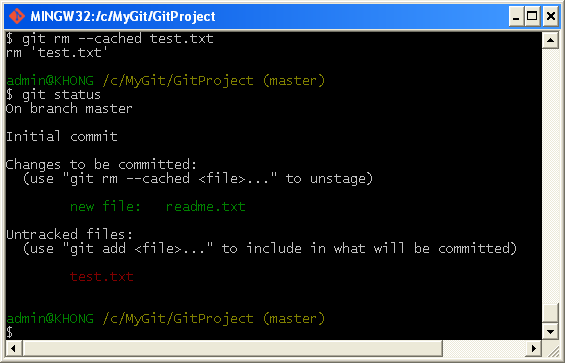 MINGW32:/c/MyGit/GitProject
$ git rm --cached test.txt
rm 'test.txt'
admin@KHONG /c/MyGit/GitProject (master)
$ git status
On branch master
Initial commit
Changes to be committed:
(use "git rm --cached <file>..." to unstage)
new file: readme.txt
Untracked files:
(use "git add <file>..." to include in what will be committed)
test.txt
admin@KHONG /c/MyGit/GitProject (master)
$